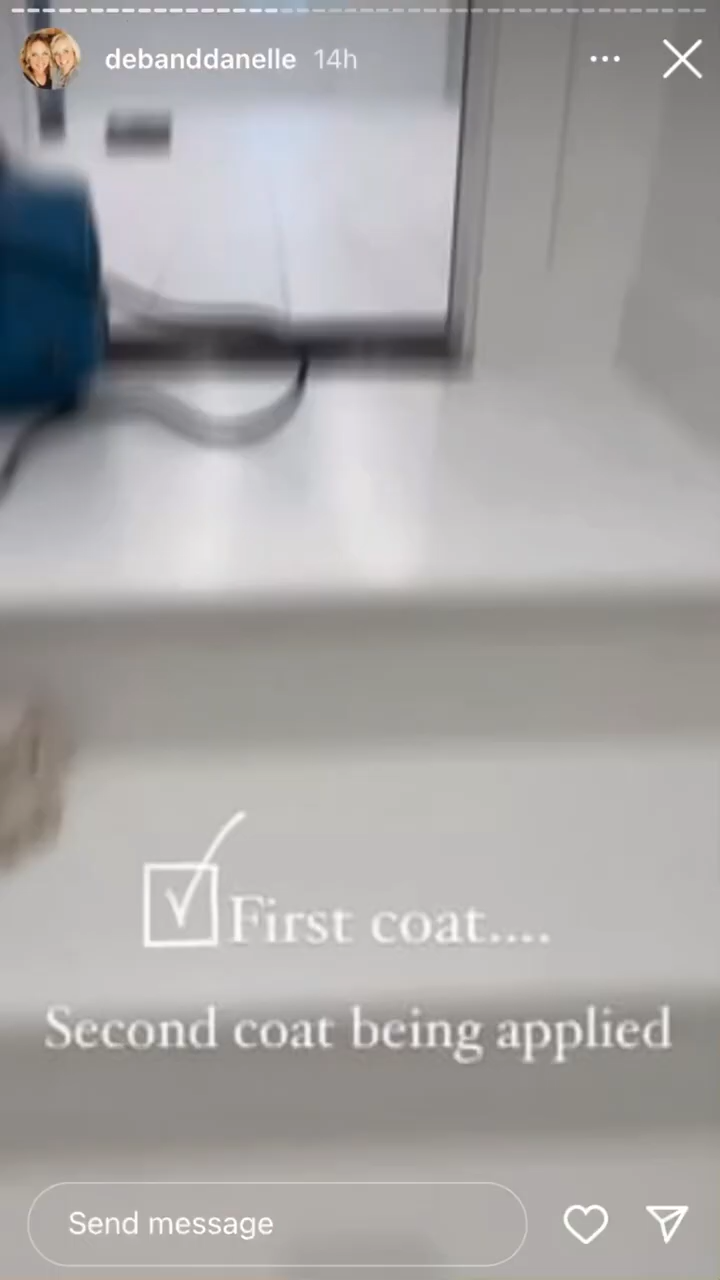 debanddanelle 14h
First coat....
Second coat being applied
Send message